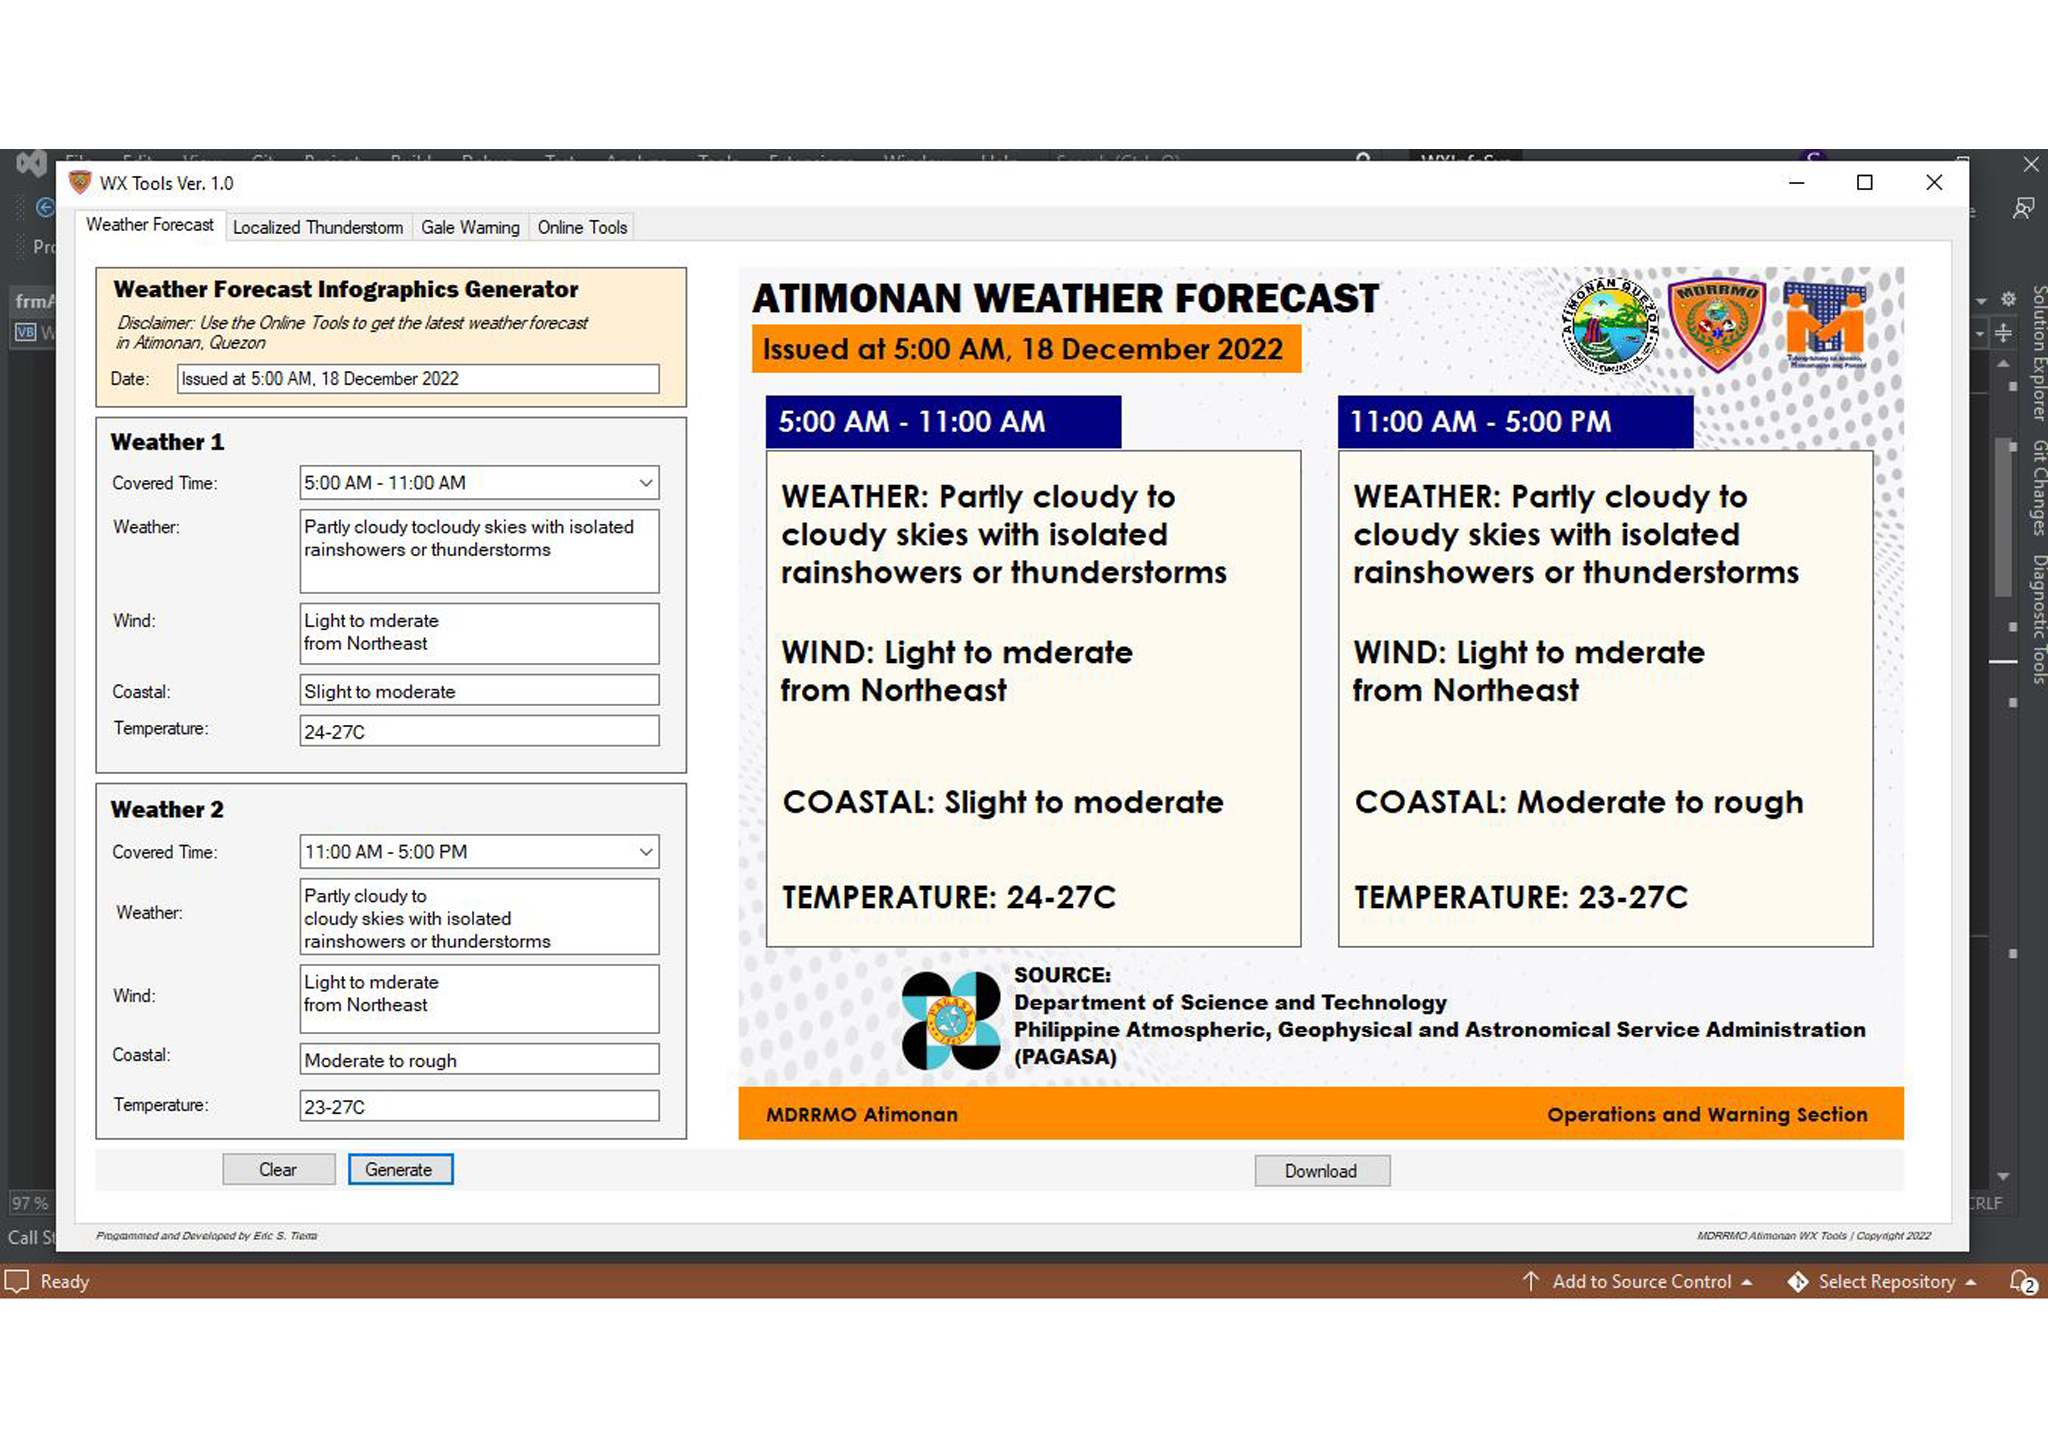 WX Tools Ver. 1.0
Weather Forecast
Localized Thunderstorm
Gale Warning
Online Tools
Weather Forecast Infographics Generator
Disclaimer: Use the Online Tools to get the latest weather forecast
in Atimonan, Quezon
Date: Issued at 5:00 AM, 18 December 2022
Weather 1
Covered Time: 5:00 AM - 11:00 AM
Weather: Partly cloudy tocloudy skies with isolated
rainshowers or thunderstorms
Wind: Light to mderate
from Northeast
Coastal: Slight to moderate
Temperature: 24-27C
Weather 2
Covered Time: 11:00 AM - 5:00 PM
Weather: Partly cloudy to
cloudy skies with isolated
rainshowers or thunderstorms
Wind: Light to mderate
from Northeast
Coastal: Moderate to rough
Temperature: 23-27C
Clear
Generate
ATIMONAN WEATHER FORECAST
Issued at 5:00 AM, 18 December 2022
ATIMONAN QUEZON
MDRRMO
5:00 AM - 11:00 AM
WEATHER: Partly cloudy to
cloudy skies with isolated
rainshowers or thunderstorms
WIND: Light to mderate
from Northeast
COASTAL: Slight to moderate
TEMPERATURE: 24-27C
11:00 AM - 5:00 PM
WEATHER: Partly cloudy to
cloudy skies with isolated
rainshowers or thunderstorms
WIND: Light to mderate
from Northeast
COASTAL: Moderate to rough
TEMPERATURE: 23-27C
PAGASA
SOURCE:
Department of Science and Technology
Philippine Atmospheric, Geophysical and Astronomical Service Administration
(PAGASA)
MDRRMO Atimonan
Operations and Warning Section
Download
Programmed and Developed by Eric S. Tierra
MDRRMO Atimonan WX Tools | Copyright 2022
Solution Explorer
Git Changes
Diagnostic Tools
97 %
CRLF
Ready
Add to Source Control
Select Repository
2